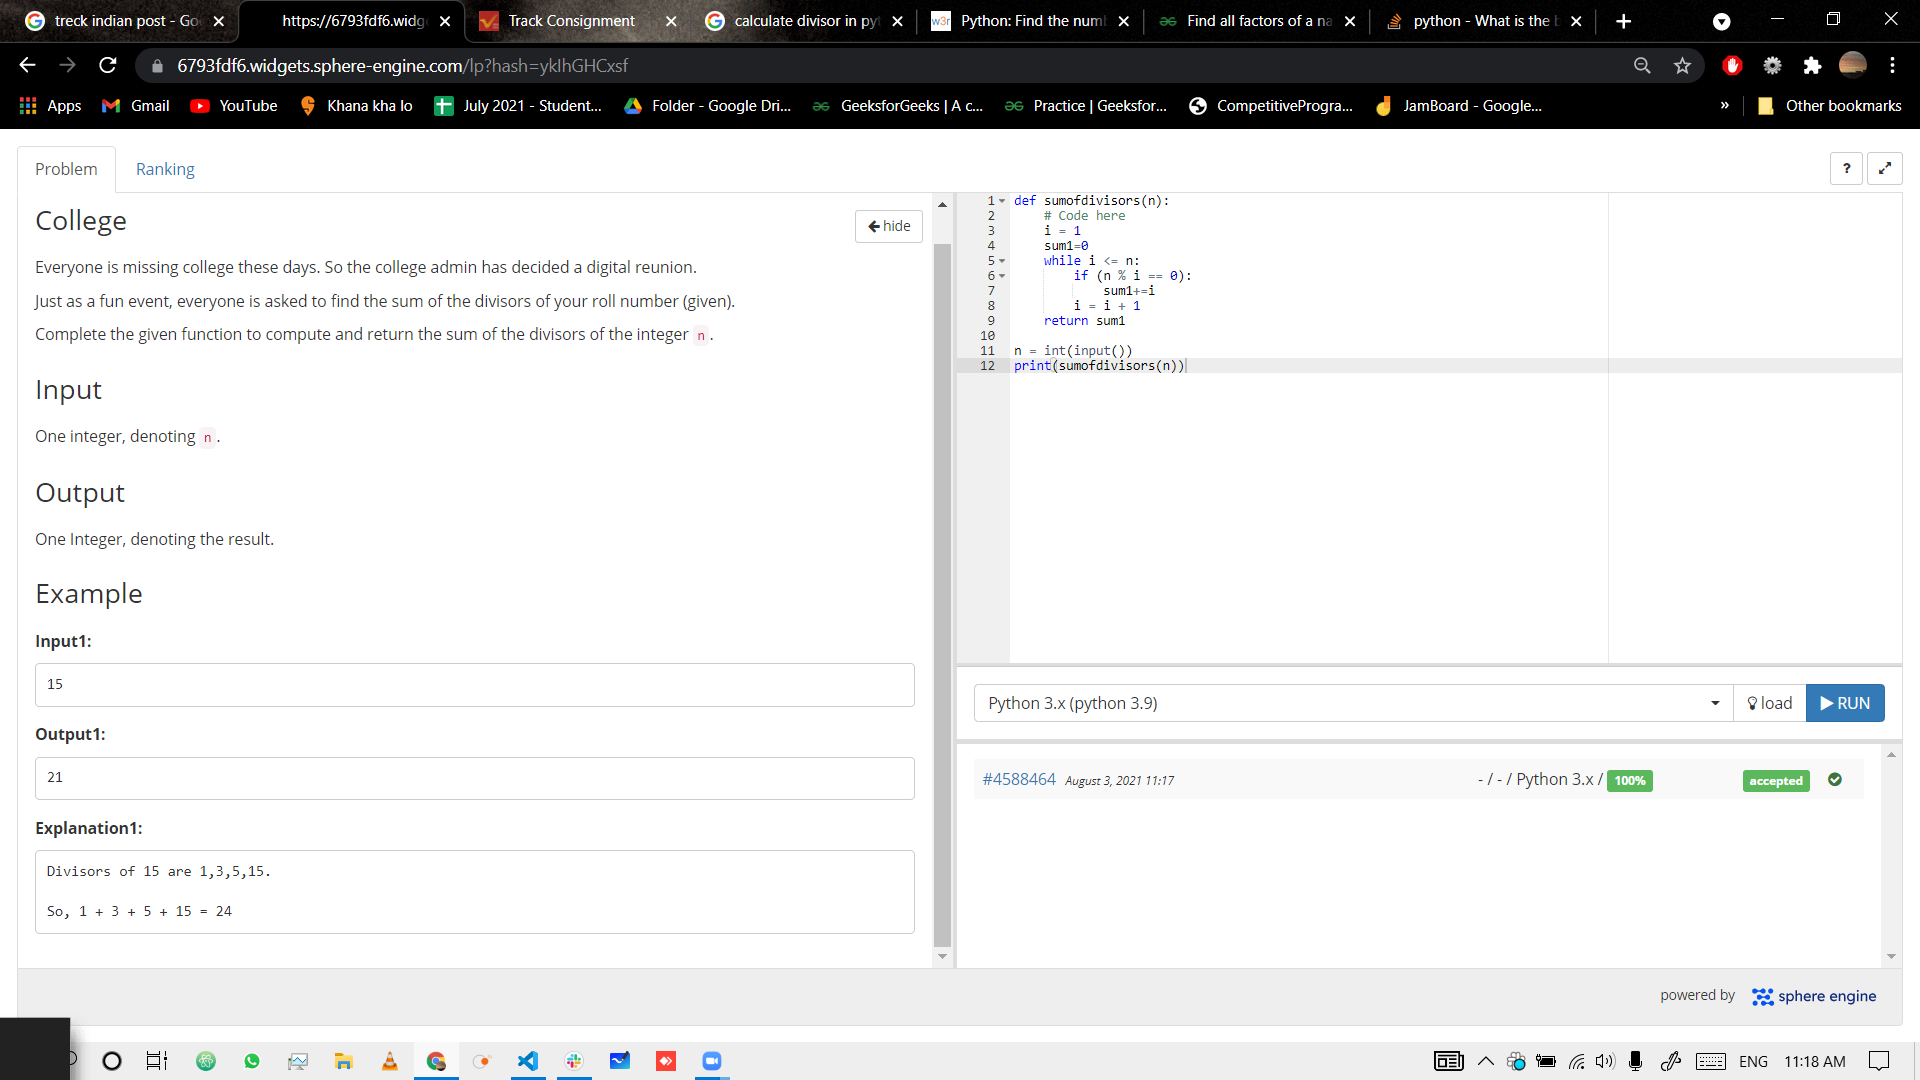 treck indian post - Go
https://6793fdf6.widg
Track Consignment
calculate divisor in py
w3r Python: Find the num
Find all factors of a na
python - What is the b
6793fdf6.widgets.sphere-engine.com/lp?hash=yklhGHCxsf
Apps Gmail YouTube Khana kha lo July 2021 - Student... Folder - Google Dri... GeeksforGeeks | A c... Practice | Geeksfor... CompetitivePrograa... JamBoard - Google... » Other bookmarks
Problem Ranking
?
College
hide
Everyone is missing college these days. So the college admin has decided a digital reunion.
Just as a fun event, everyone is asked to find the sum of the divisors of your roll number (given).
Complete the given function to compute and return the sum of the divisors of the integer n .
Input
One integer, denoting n .
Output
One Integer, denoting the result.
Example
Input1:
15
Output1:
21
Explanation1:
Divisors of 15 are 1,3,5,15.
So, 1 + 3 + 5 + 15 = 24
1 def sumofdivisors(n):
2 # Code here
3 i = 1
4 sum1=0
5 while i <= n:
6 if (n % i == 0):
7 sum1+=i
8 i = i + 1
9 return sum1
10
11 n = int(input())
12 print(sumofdivisors(n))
Python 3.x (python 3.9)
load
RUN
#4588464 August 3, 2021 11:17 - / - / Python 3.x / 100% accepted
powered by sphere engine
ENG 11:18 AM